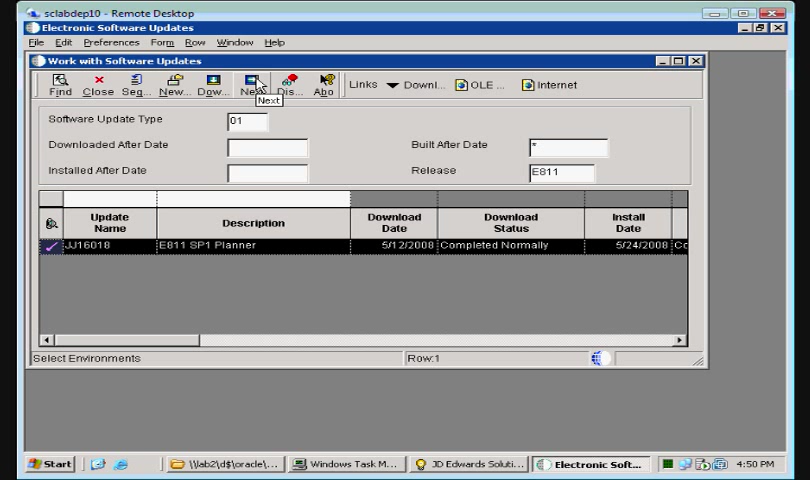 sclabdep10 - Remote Desktop
Electronic Software Updates
File Edit Preferences Form Row Window Help
Work with Software Updates
Find Close Seq... New... Dow... Nex Dis... Abo Links Downl... OLE ... Internet
Next
Software Update Type 01
Downloaded After Date Built After Date *
Installed After Date Release E811
Update Name Description Download Date Download Status Install Date
JJ16018 E811 SP1 Planner 5/12/2008 Completed Normally 5/24/2008 Co
Select Environments Row:1
Start \\lab2\d$\oracle\... Windows Task M... JD Edwards Soluti... Electronic Soft... 4:50 PM